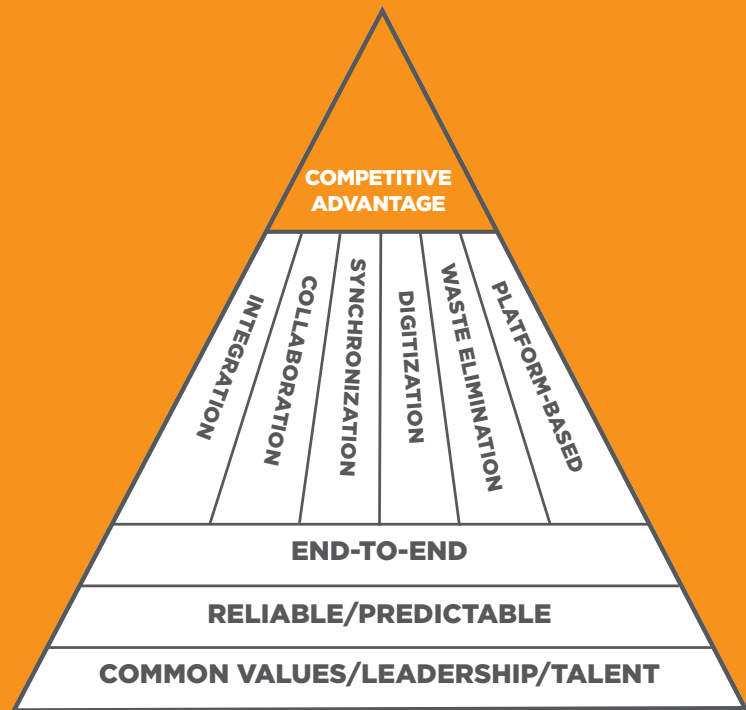 COMPETITIVE
ADVANTAGE
INTEGRATION
COLLABORATION
SYNCHRONIZATION
DIGITIZATION
WASTE ELIMINATION
PLATFORM-BASED
END-TO-END
RELIABLE/PREDICTABLE
COMMON VALUES/LEADERSHIP/TALENT